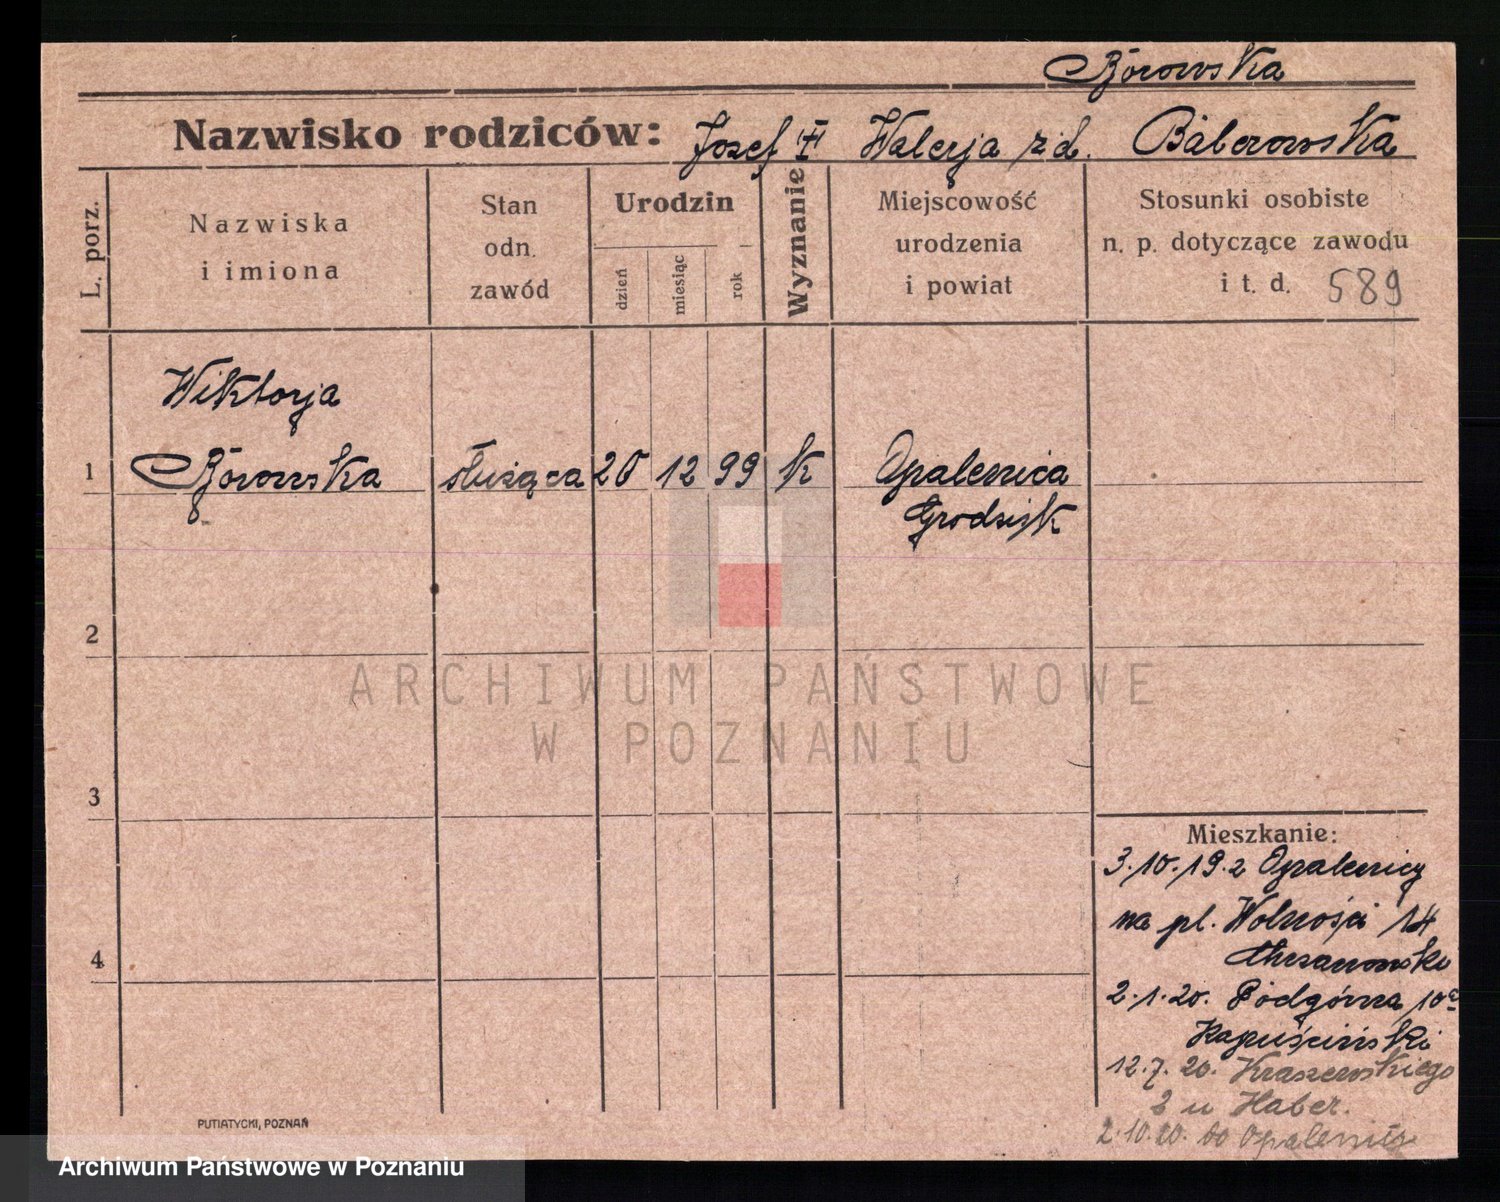 Borowska
Nazwisko rodziców: Jozef i Walerja z d.
L. porz.
Nazwiska
i imiona
Stan
odn.
zawód
Urodzin
dzień
miesiąc
rok
Wyznanie
Miejscowość
urodzenia
i powiat
Stosunki osobiste
n. p. dotyczące zawodu
i t. d. 589
Wiktorja
1 Borowska służąca 20 12 99 k Opalenica
Grodzisk
2
3
4
Mieszkanie:
3.10.19. z Opalenicy
na pl. Wolności 14
2.1.20. Podgórna 10
Kapuściński
12.7.20. Kraszewskiego
2 u Haber.
2.10.20. do Opalenicy
PUTIATYCKI, POZNAŃ
ARCHIWUM PAŃSTWOWE
W POZNANIU
Archiwum Państwowe w Poznaniu